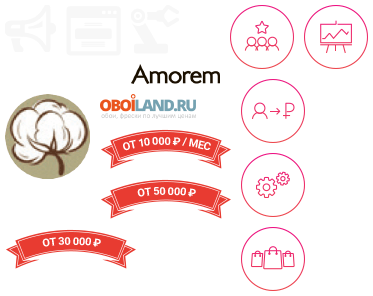 Amorem
OBOILAND.RU
обои, фрески по лучшим ценам
ОТ 10 000 ₽ / МЕС
ОТ 50 000 ₽
ОТ 30 000 ₽